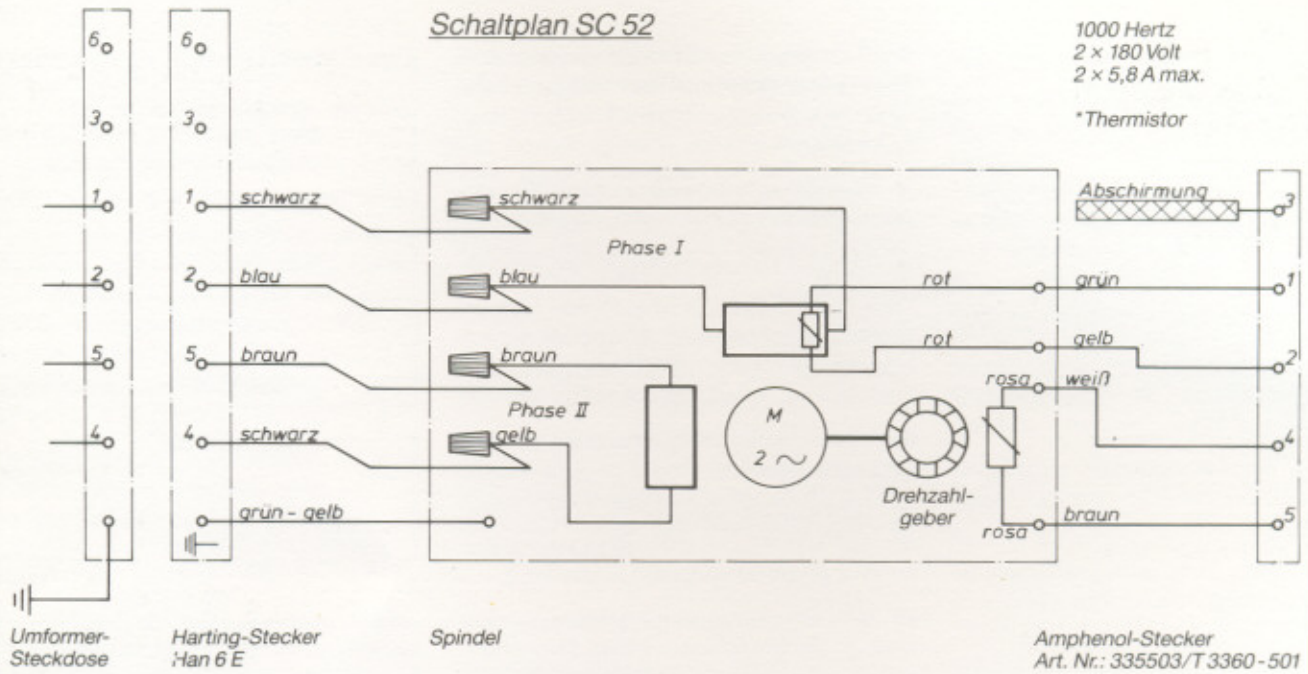 Schaltplan SC 52
1000 Hertz
2 × 180 Volt
2 × 5,8 A max.
*Thermistor
6
3
1
2
5
4
Umformer-
Steckdose
6
3
1 schwarz
2 blau
5 braun
4 schwarz
grün - gelb
Harting-Stecker
Han 6 E
schwarz
Phase I
blau
braun
Phase II
gelb
M
2 ~
Drehzahl-
geber
rot
rot
rosa
rosa
Spindel
Abschirmung
grün
gelb
weiß
braun
3
1
2
4
5
Amphenol-Stecker
Art. Nr.: 335503/T 3360-501